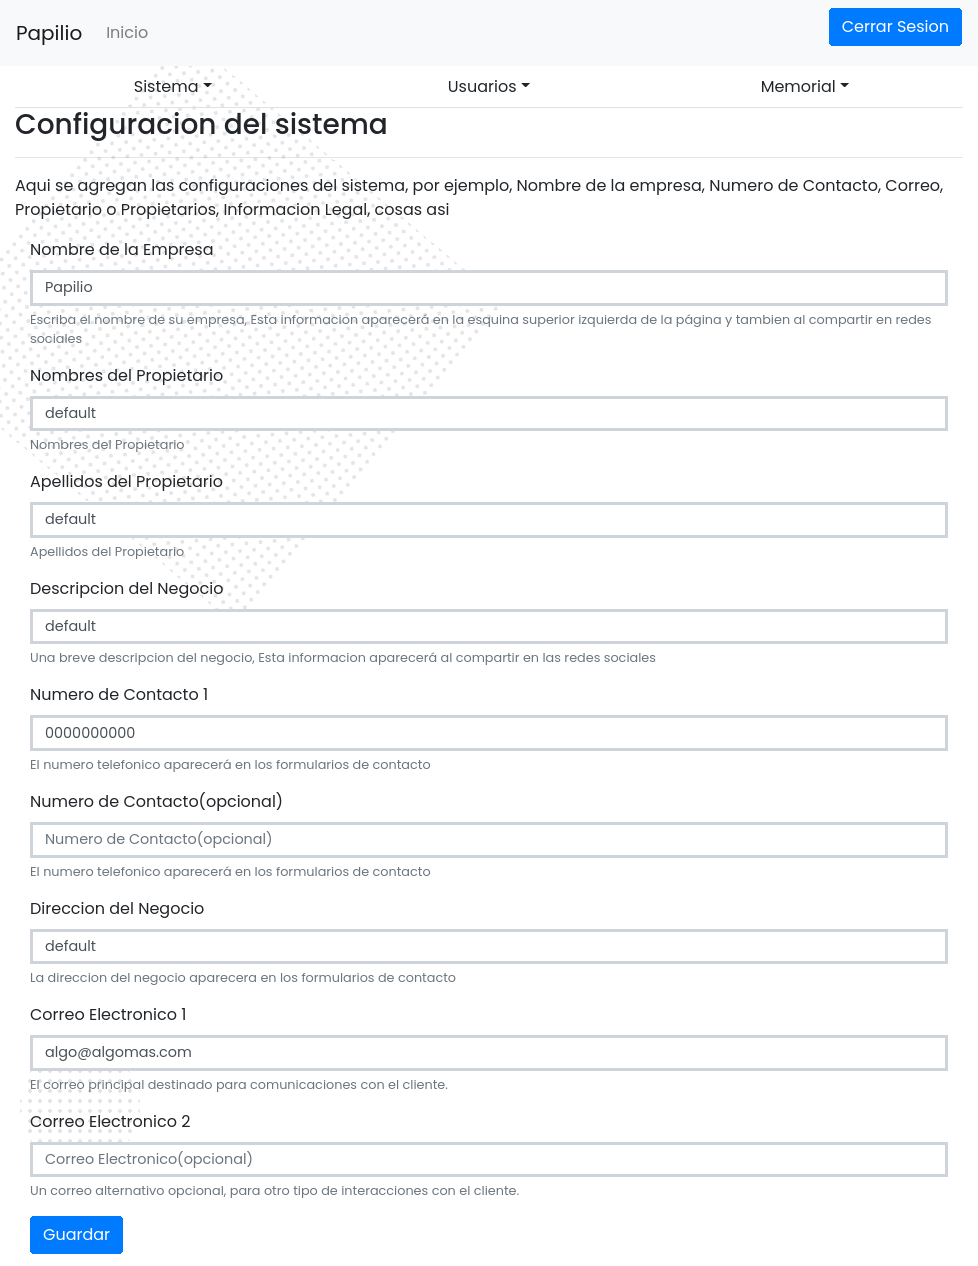 Papilio Inicio Cerrar Sesion
Sistema Usuarios Memorial
Configuracion del sistema
Aqui se agregan las configuraciones del sistema, por ejemplo, Nombre de la empresa, Numero de Contacto, Correo,
Propietario o Propietarios, Informacion Legal, cosas asi
Nombre de la Empresa
Papilio
Escriba el nombre de su empresa, Esta informacion aparecerá en la esquina superior izquierda de la página y tambien al compartir en redes
sociales
Nombres del Propietario
default
Nombres del Propietario
Apellidos del Propietario
default
Apellidos del Propietario
Descripcion del Negocio
default
Una breve descripcion del negocio, Esta informacion aparecerá al compartir en las redes sociales
Numero de Contacto 1
0000000000
El numero telefonico aparecerá en los formularios de contacto
Numero de Contacto(opcional)
Numero de Contacto(opcional)
El numero telefonico aparecerá en los formularios de contacto
Direccion del Negocio
default
La direccion del negocio aparecera en los formularios de contacto
Correo Electronico 1
algo@algomas.com
El correo principal destinado para comunicaciones con el cliente.
Correo Electronico 2
Correo Electronico(opcional)
Un correo alternativo opcional, para otro tipo de interacciones con el cliente.
Guardar